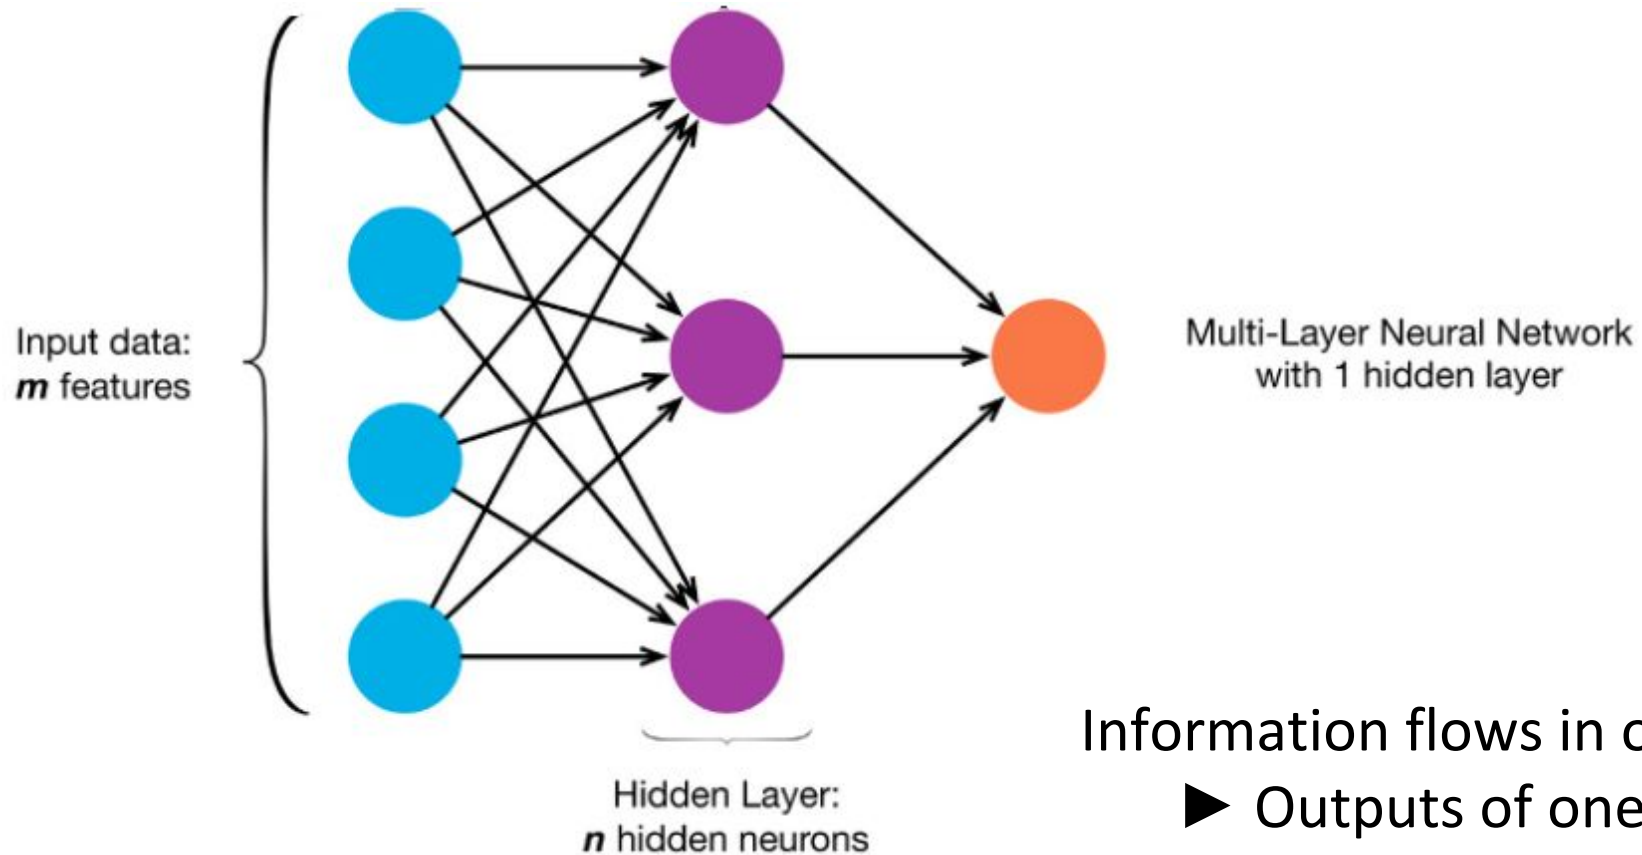 Input data:
m features
Multi-Layer Neural Network
with 1 hidden layer
Hidden Layer:
n hidden neurons
Information flows in
► Outputs of one